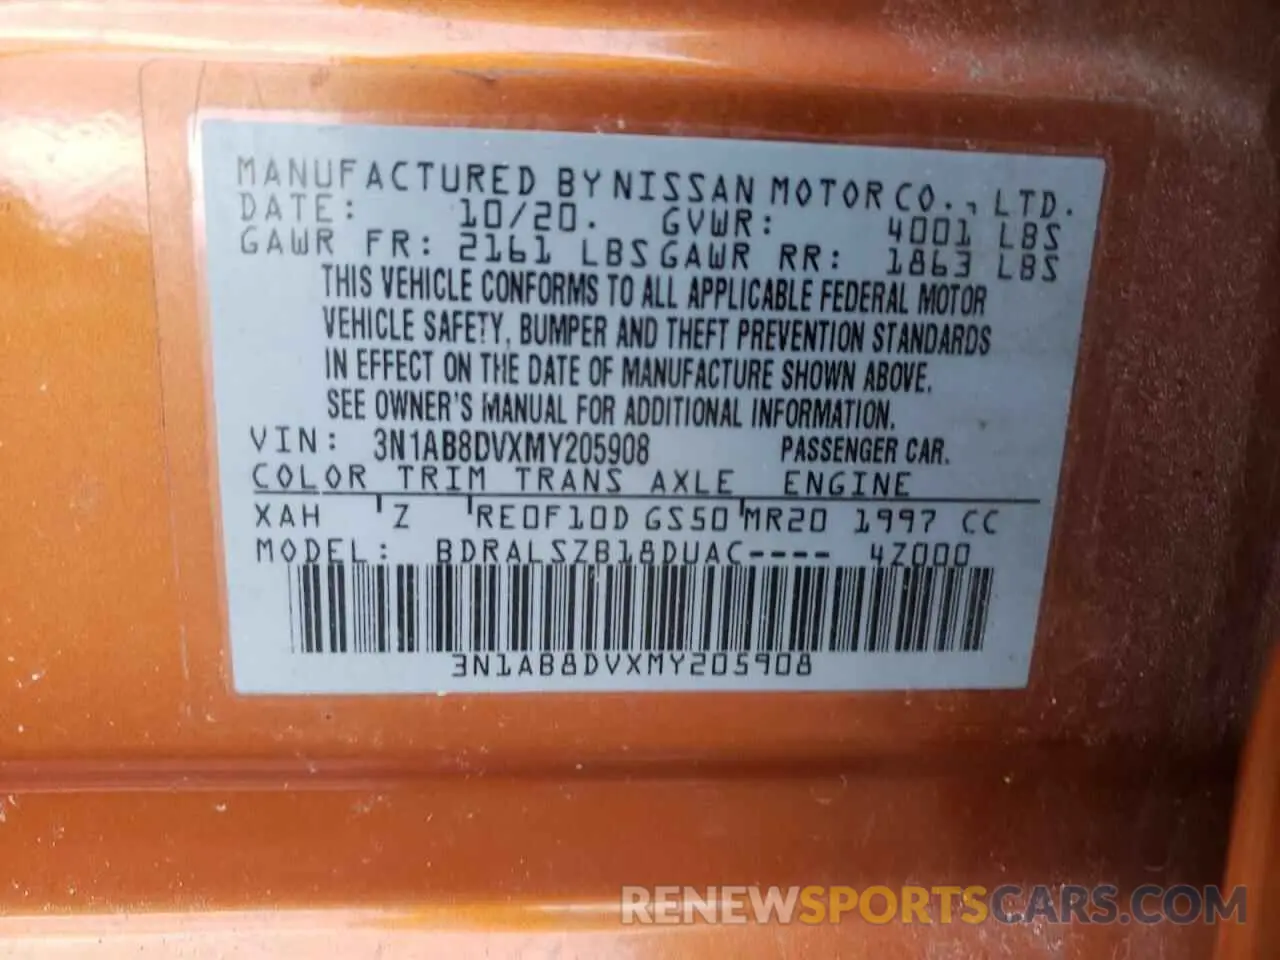 MANUFACTURED BY NISSAN MOTOR CO., LTD.
DATE: 10/20. GVWR: 4001 LBS
GAWR FR: 2161 LBS GAWR RR: 1863 LBS
THIS VEHICLE CONFORMS TO ALL APPLICABLE FEDERAL MOTOR
VEHICLE SAFETY, BUMPER AND THEFT PREVENTION STANDARDS
IN EFFECT ON THE DATE OF MANUFACTURE SHOWN ABOVE.
SEE OWNER'S MANUAL FOR ADDITIONAL INFORMATION.
VIN: 3N1AB8DVXMY205908 PASSENGER CAR.
COLOR TRIM TRANS AXLE ENGINE
XAH Z RE0F10D GS50 MR20 1997 CC
MODEL: BDRALSZB18DUAC---- 4Z000
3N1AB8DVXMY205908
RENEWSPORTSCARS.COM